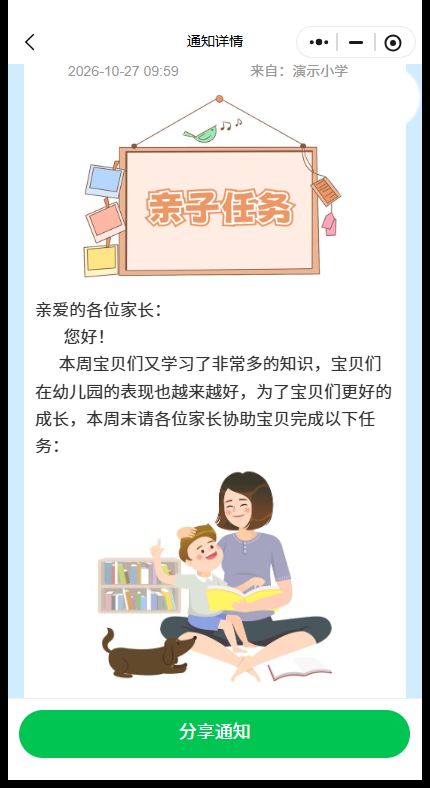 通知详情
2026-10-27 09:59 来自：演示小学
亲子任务
亲爱的各位家长：
您好！
本周宝贝们又学习了非常多的知识，宝贝们
在幼儿园的表现也越来越好，为了宝贝们更好的
成长，本周末请各位家长协助宝贝完成以下任
务：
分享通知